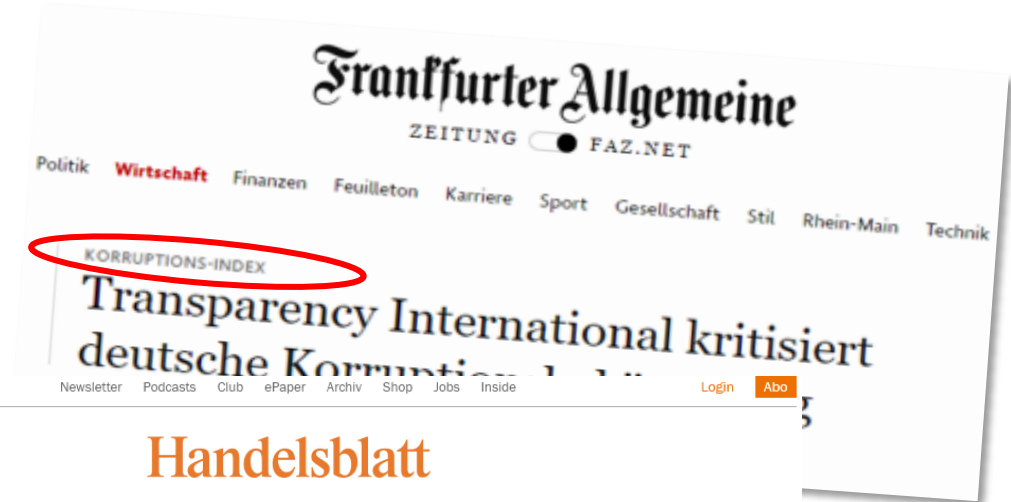 Frankfurter Allgemeine
ZEITUNG FAZ.NET
Politik Wirtschaft Finanzen Feuilleton Karriere Sport Gesellschaft Stil Rhein-Main Technik
KORRUPTIONS-INDEX
Transparency International kritisiert
deutsche
Newsletter Podcasts Club ePaper Archiv Shop Jobs Inside Login Abo
Handelsblatt